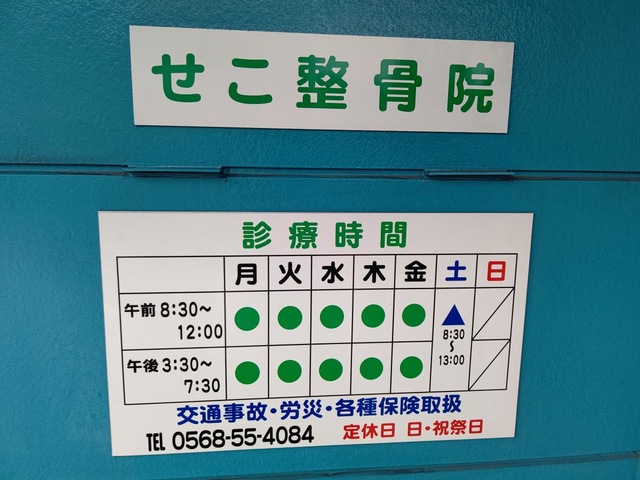 せこ整骨院
診療時間
月 火 水 木 金 土 日
午前 8:30～
12:00
● ● ● ● ● ▲
8:30
～
13:00
午後 3:30～
7:30
● ● ● ● ●
交通事故・労災・各種保険取扱
TEL 0568-55-4084 定休日 日・祝祭日